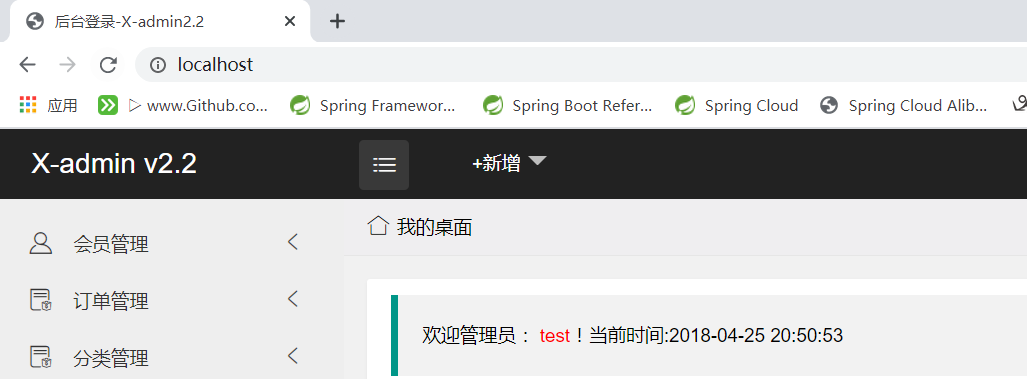 后台登录-X-admin2.2
localhost
应用 ▷ www.Github.co... Spring Framewor... Spring Boot Refer... Spring Cloud Spring Cloud Alib...
X-admin v2.2 +新增
我的桌面
会员管理
订单管理
分类管理
欢迎管理员： test！当前时间:2018-04-25 20:50:53